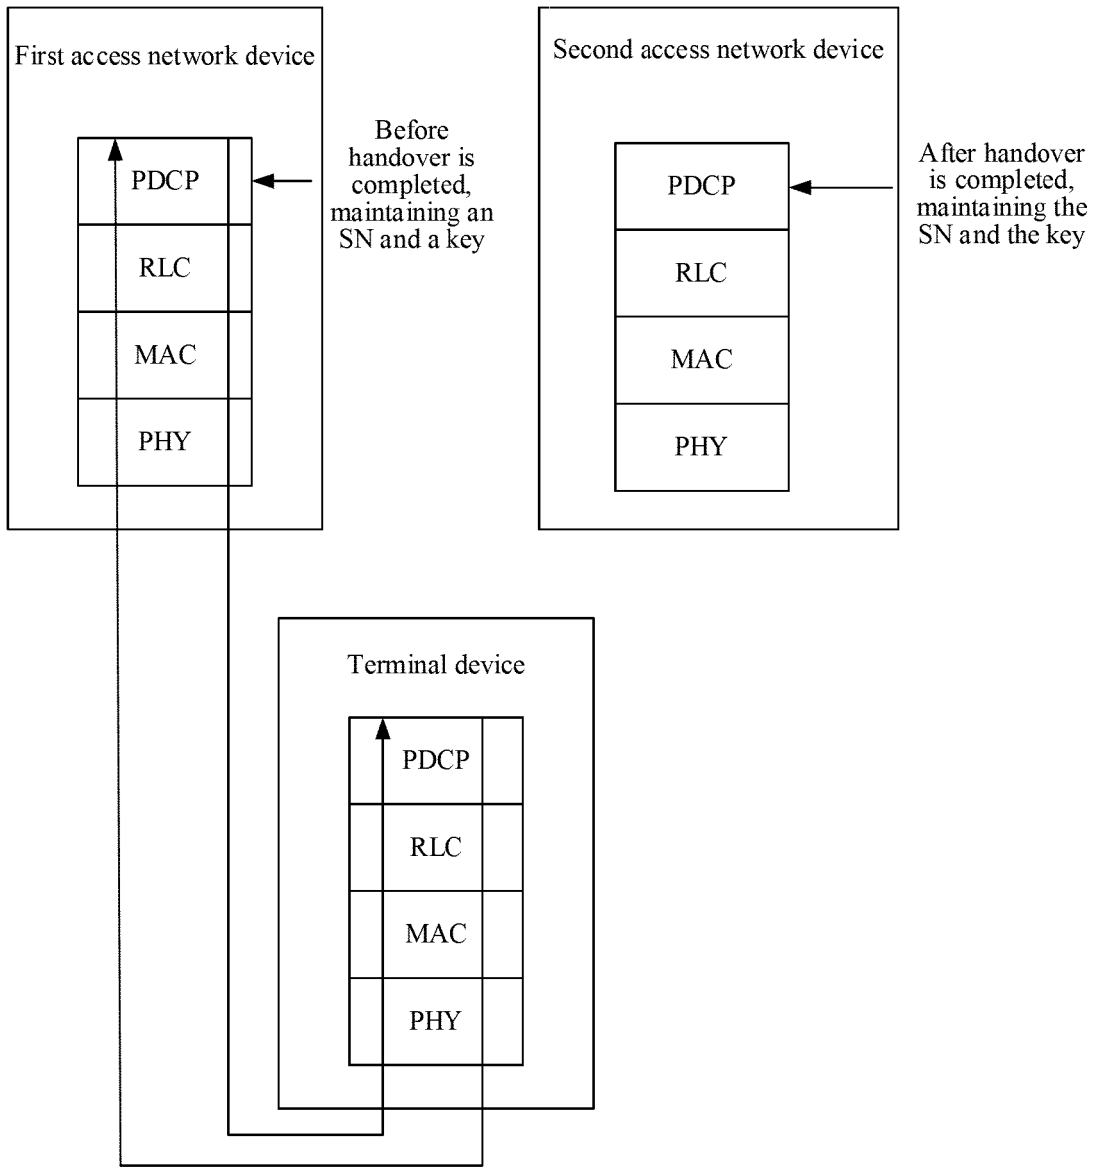 First access network device
PDCP
RLC
MAC
PHY
Before
handover is
completed,
maintaining an
SN and a key
Second access network device
PDCP
RLC
MAC
PHY
After handover
is completed,
maintaining the
SN and the key
Terminal device
PDCP
RLC
MAC
PHY